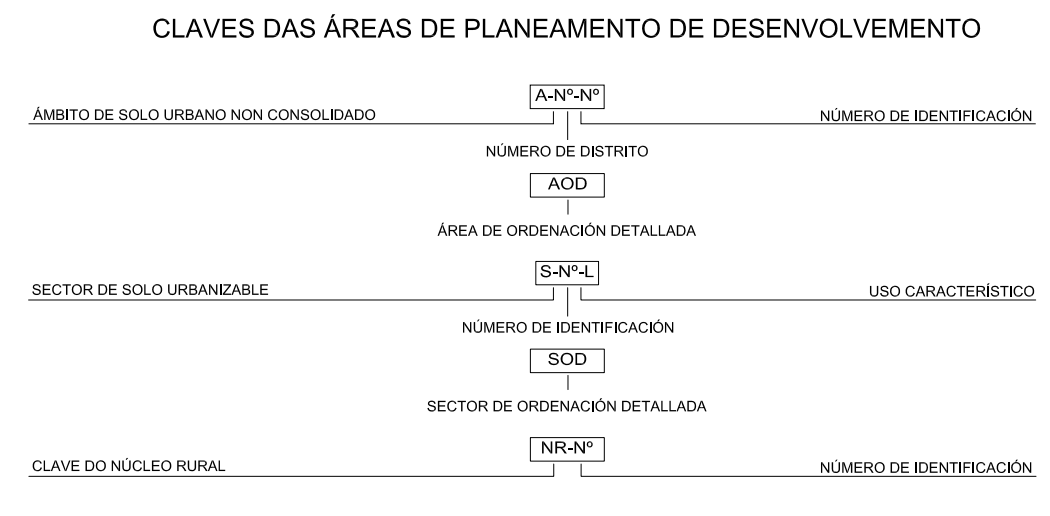 CLAVES DAS ÁREAS DE PLANEAMENTO DE DESENVOLVEMENTO
A-Nº-Nº
ÁMBITO DE SOLO URBANO NON CONSOLIDADO
NÚMERO DE IDENTIFICACIÓN
NÚMERO DE DISTRITO
AOD
ÁREA DE ORDENACIÓN DETALLADA
S-Nº-L
SECTOR DE SOLO URBANIZABLE
USO CARACTERÍSTICO
NÚMERO DE IDENTIFICACIÓN
SOD
SECTOR DE ORDENACIÓN DETALLADA
NR-Nº
CLAVE DO NÚCLEO RURAL
NÚMERO DE IDENTIFICACIÓN